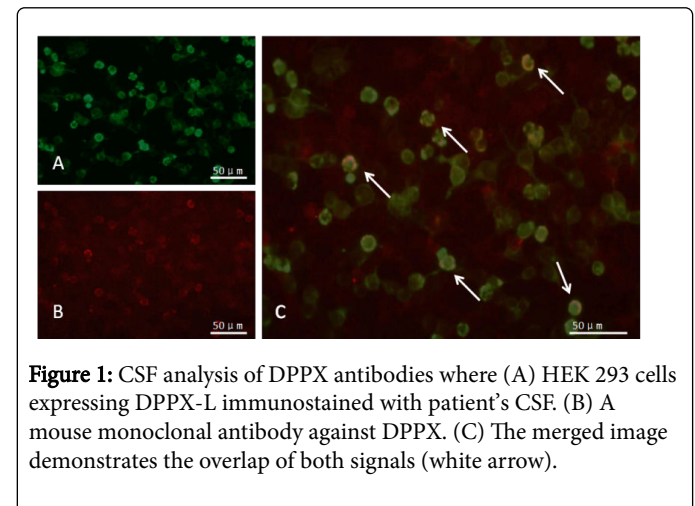 A
50 μm
B
50 μm
C
50 μm
Figure 1: CSF analysis of DPPX antibodies where (A) HEK 293 cells
expressing DPPX-L immunostained with patient's CSF. (B) A
mouse monoclonal antibody against DPPX. (C) The merged image
demonstrates the overlap of both signals (white arrow).